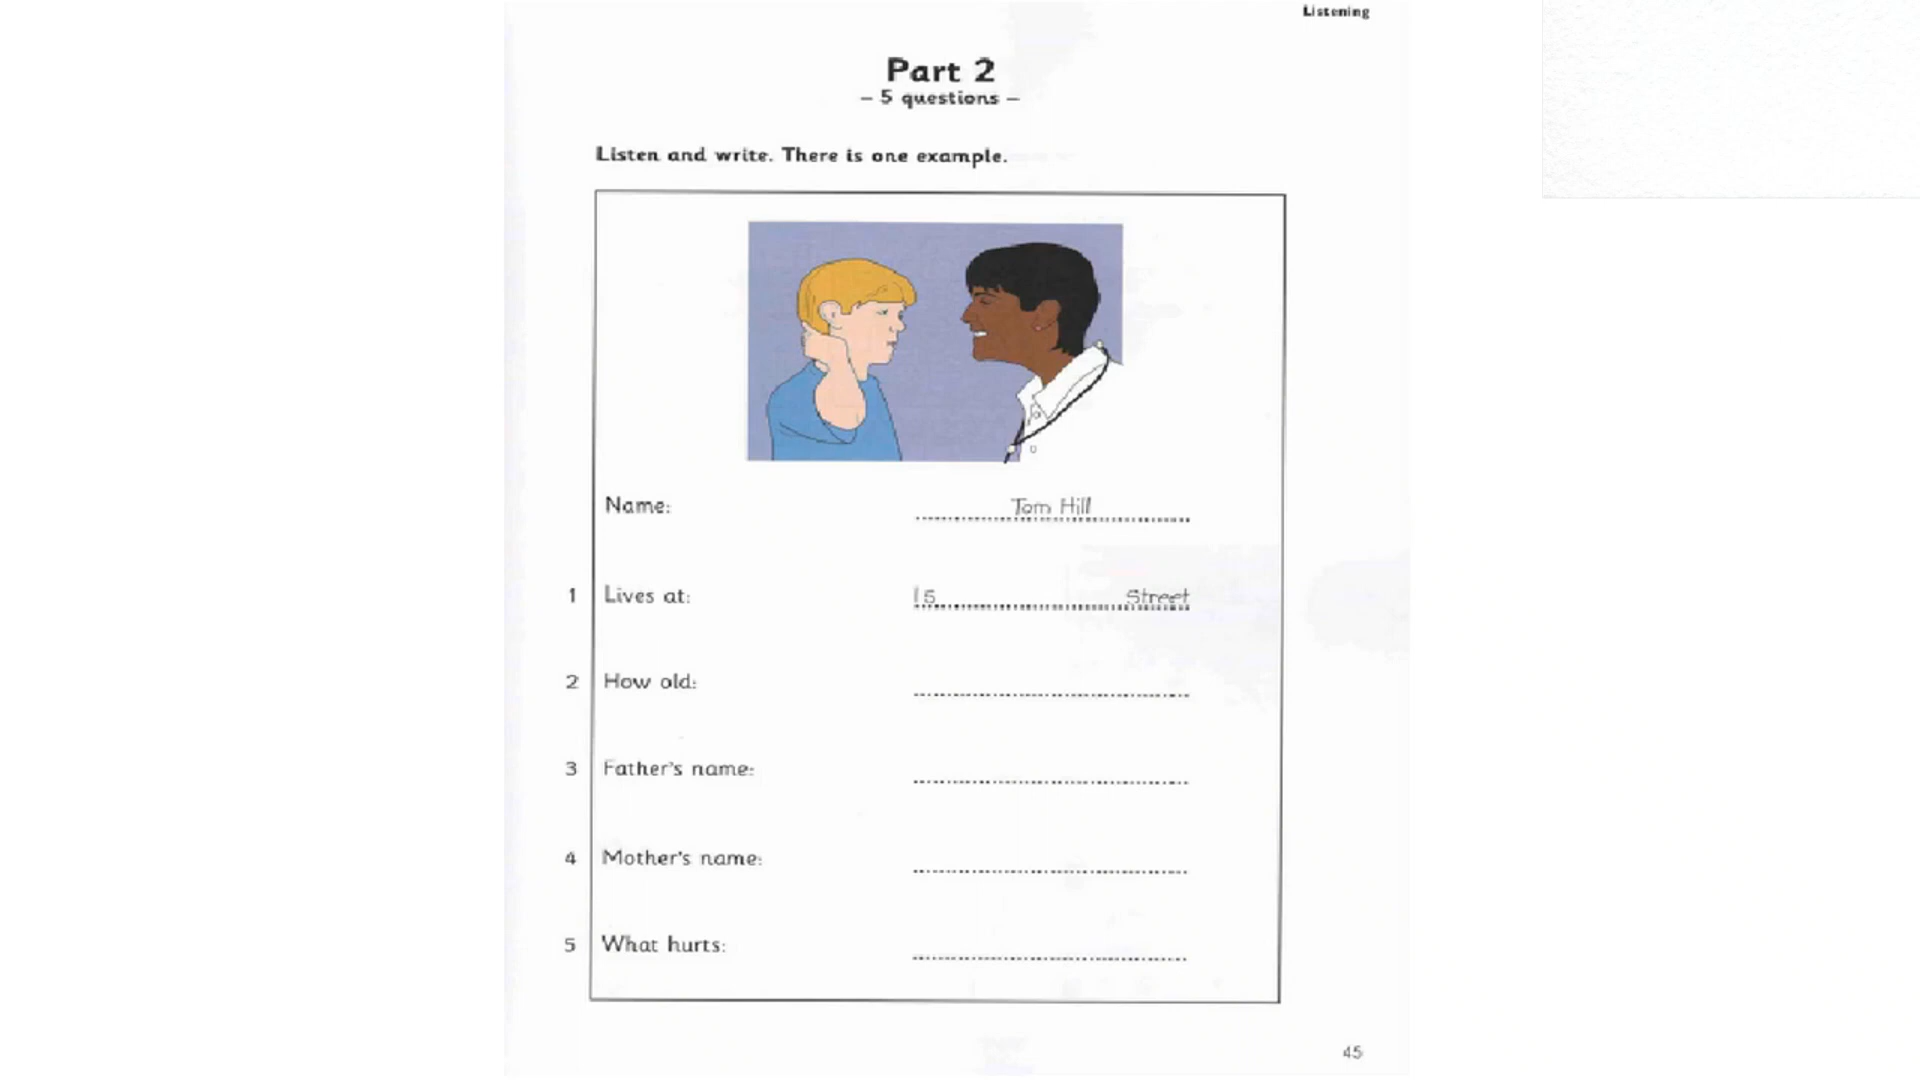 Listening
Part 2
– 5 questions –
Listen and write. There is one example.
Name: Tom Hill
1 Lives at: 15 Street
2 How old:
3 Father's name:
4 Mother's name:
5 What hurts:
45